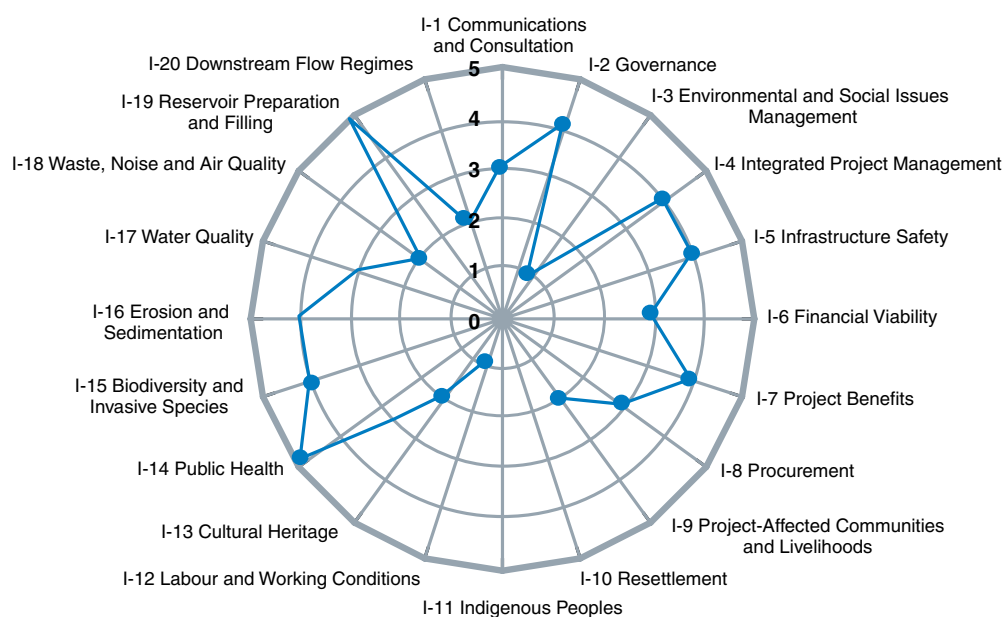 I-1 Communications
and Consultation
I-2 Governance
I-3 Environmental and Social Issues
Management
I-4 Integrated Project Management
I-5 Infrastructure Safety
I-6 Financial Viability
I-7 Project Benefits
I-8 Procurement
I-9 Project-Affected Communities
and Livelihoods
I-10 Resettlement
I-11 Indigenous Peoples
I-12 Labour and Working Conditions
I-13 Cultural Heritage
I-14 Public Health
I-15 Biodiversity and
Invasive Species
I-16 Erosion and
Sedimentation
I-17 Water Quality
I-18 Waste, Noise and Air Quality
I-19 Reservoir Preparation
and Filling
I-20 Downstream Flow Regimes
5
4
3
2
1
0